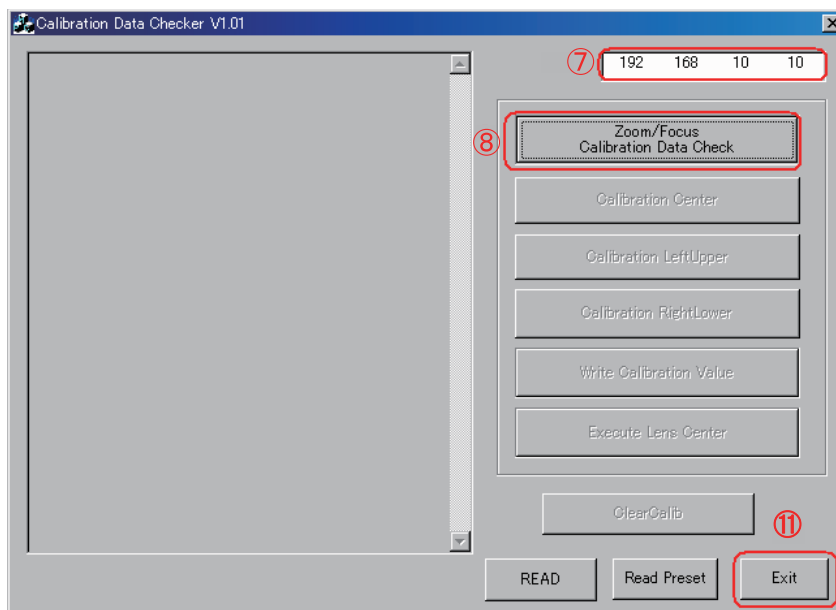 Calibration Data Checker V1.01
⑦ 192 168 10 10
⑧ Zoom/Focus
Calibration Data Check
Calibration Center
Calibration LeftUpper
Calibration RightLower
Write Calibration Value
Execute Lens Center
ClearCalib
⑪
READ
Read Preset
Exit